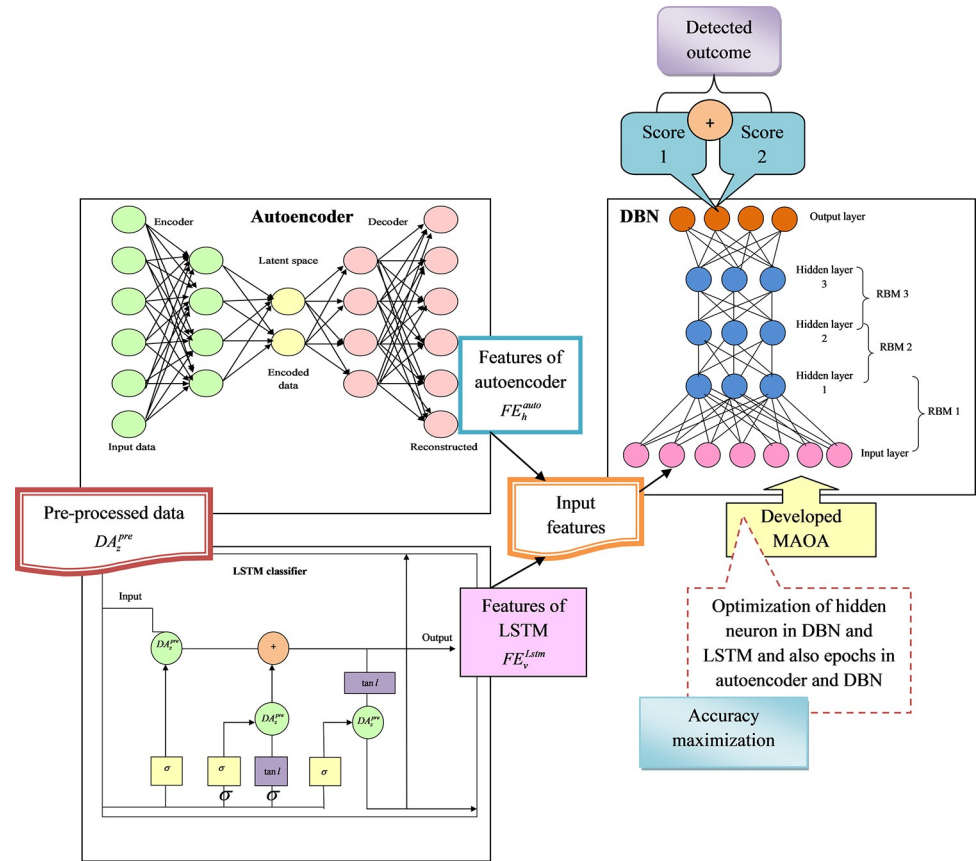 Detected
outcome
Score
1
+
Score
2
Autoencoder
Encoder
Decoder
Latent space
Encoded
data
Input data
Reconstructed
Features of
autoencoder
FE_h^{auto}
DBN
Output layer
Hidden layer
3
RBM 3
Hidden layer
2
RBM 2
Hidden layer
1
RBM 1
Input layer
Pre-processed data
DA_z^{pre}
Input
features
Developed
MAOA
LSTM classifier
Input
DA_z^{pre}
+
Output
tan l
DA_z^{pre}
DA_z^{pre}
σ
σ
tan l
σ
σ
σ
Features of
LSTM
FE_v^{Lstm}
Optimization of hidden
neuron in DBN and
LSTM and also epochs in
autoencoder and DBN
Accuracy
maximization